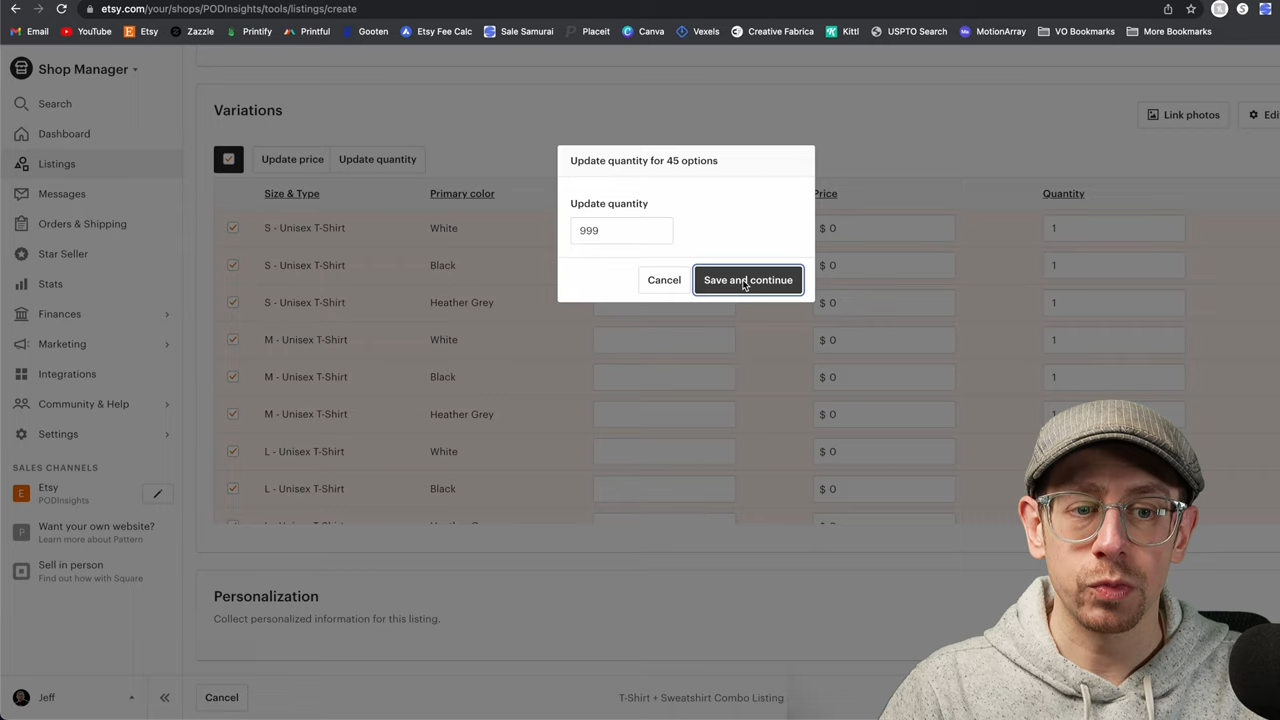 etsy.com/your/shops/PODInsights/tools/listings/create
Email YouTube Etsy Zazzle Printify Printful Gooten Etsy Fee Calc Sale Samurai Placeit Canva Vexels Creative Fabrica Kittl USPTO Search MotionArray VO Bookmarks More Bookmarks
Shop Manager
Search
Dashboard
Listings
Messages
Orders & Shipping
Star Seller
Stats
Finances
Marketing
Integrations
Community & Help
Settings
SALES CHANNELS
Etsy
PODInsights
Want your own website?
Learn more about Pattern
Sell in person
Find out how with Square
Jeff
Variations
Link photos
Edi
Update price Update quantity
Size & Type Primary color Price Quantity
S - Unisex T-Shirt White $ 0 1
S - Unisex T-Shirt Black $ 0 1
S - Unisex T-Shirt Heather Grey $ 0 1
M - Unisex T-Shirt White $ 0 1
M - Unisex T-Shirt Black $ 0 1
M - Unisex T-Shirt Heather Grey $ 0
L - Unisex T-Shirt White $ 0
L - Unisex T-Shirt Black $ 0
Update quantity for 45 options
Update quantity
999
Cancel Save and continue
Personalization
Collect personalized information for this listing.
Cancel T-Shirt + Sweatshirt Combo Listing